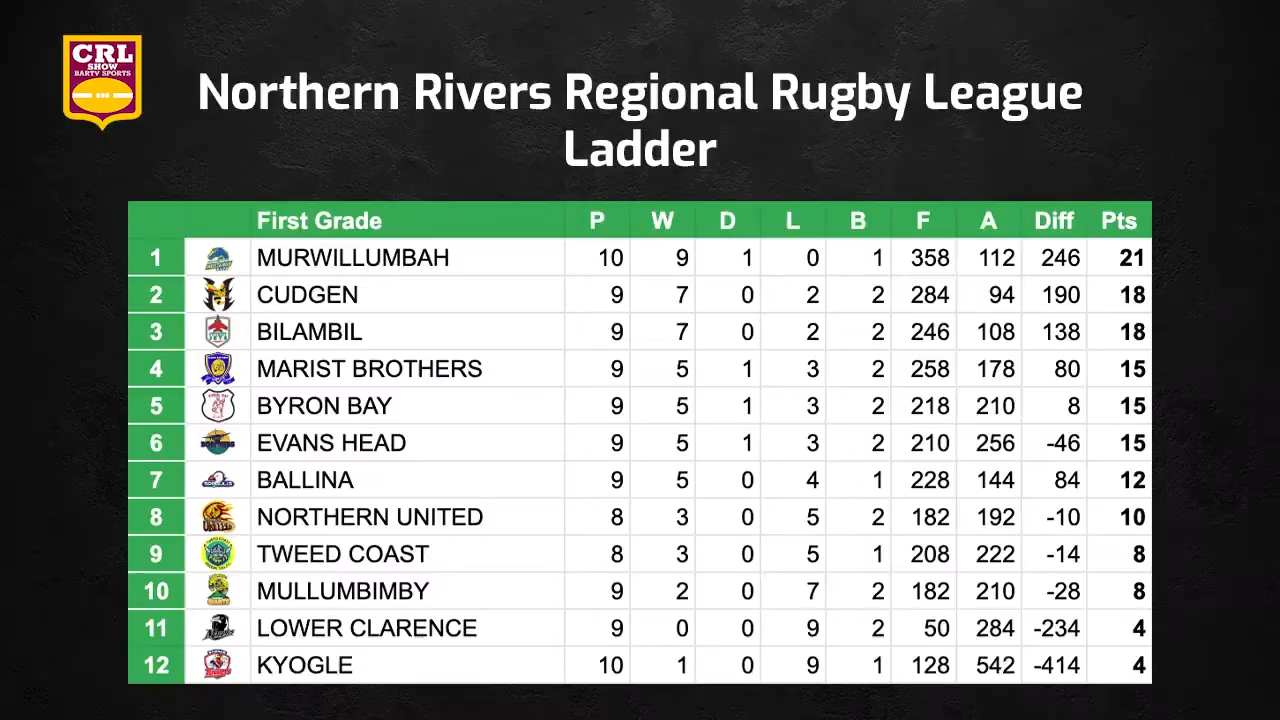 CRL
SHOW
BARTV SPORTS
Northern Rivers Regional Rugby League
Ladder
First Grade P W D L B F A Diff Pts
1 MURWILLUMBAH 10 9 1 0 1 358 112 246 21
2 CUDGEN 9 7 0 2 2 284 94 190 18
3 BILAMBIL 9 7 0 2 2 246 108 138 18
4 MARIST BROTHERS 9 5 1 3 2 258 178 80 15
5 BYRON BAY 9 5 1 3 2 218 210 8 15
6 EVANS HEAD 9 5 1 3 2 210 256 -46 15
7 BALLINA 9 5 0 4 1 228 144 84 12
8 NORTHERN UNITED 8 3 0 5 2 182 192 -10 10
9 TWEED COAST 8 3 0 5 1 208 222 -14 8
10 MULLUMBIMBY 9 2 0 7 2 182 210 -28 8
11 LOWER CLARENCE 9 0 0 9 2 50 284 -234 4
12 KYOGLE 10 1 0 9 1 128 542 -414 4